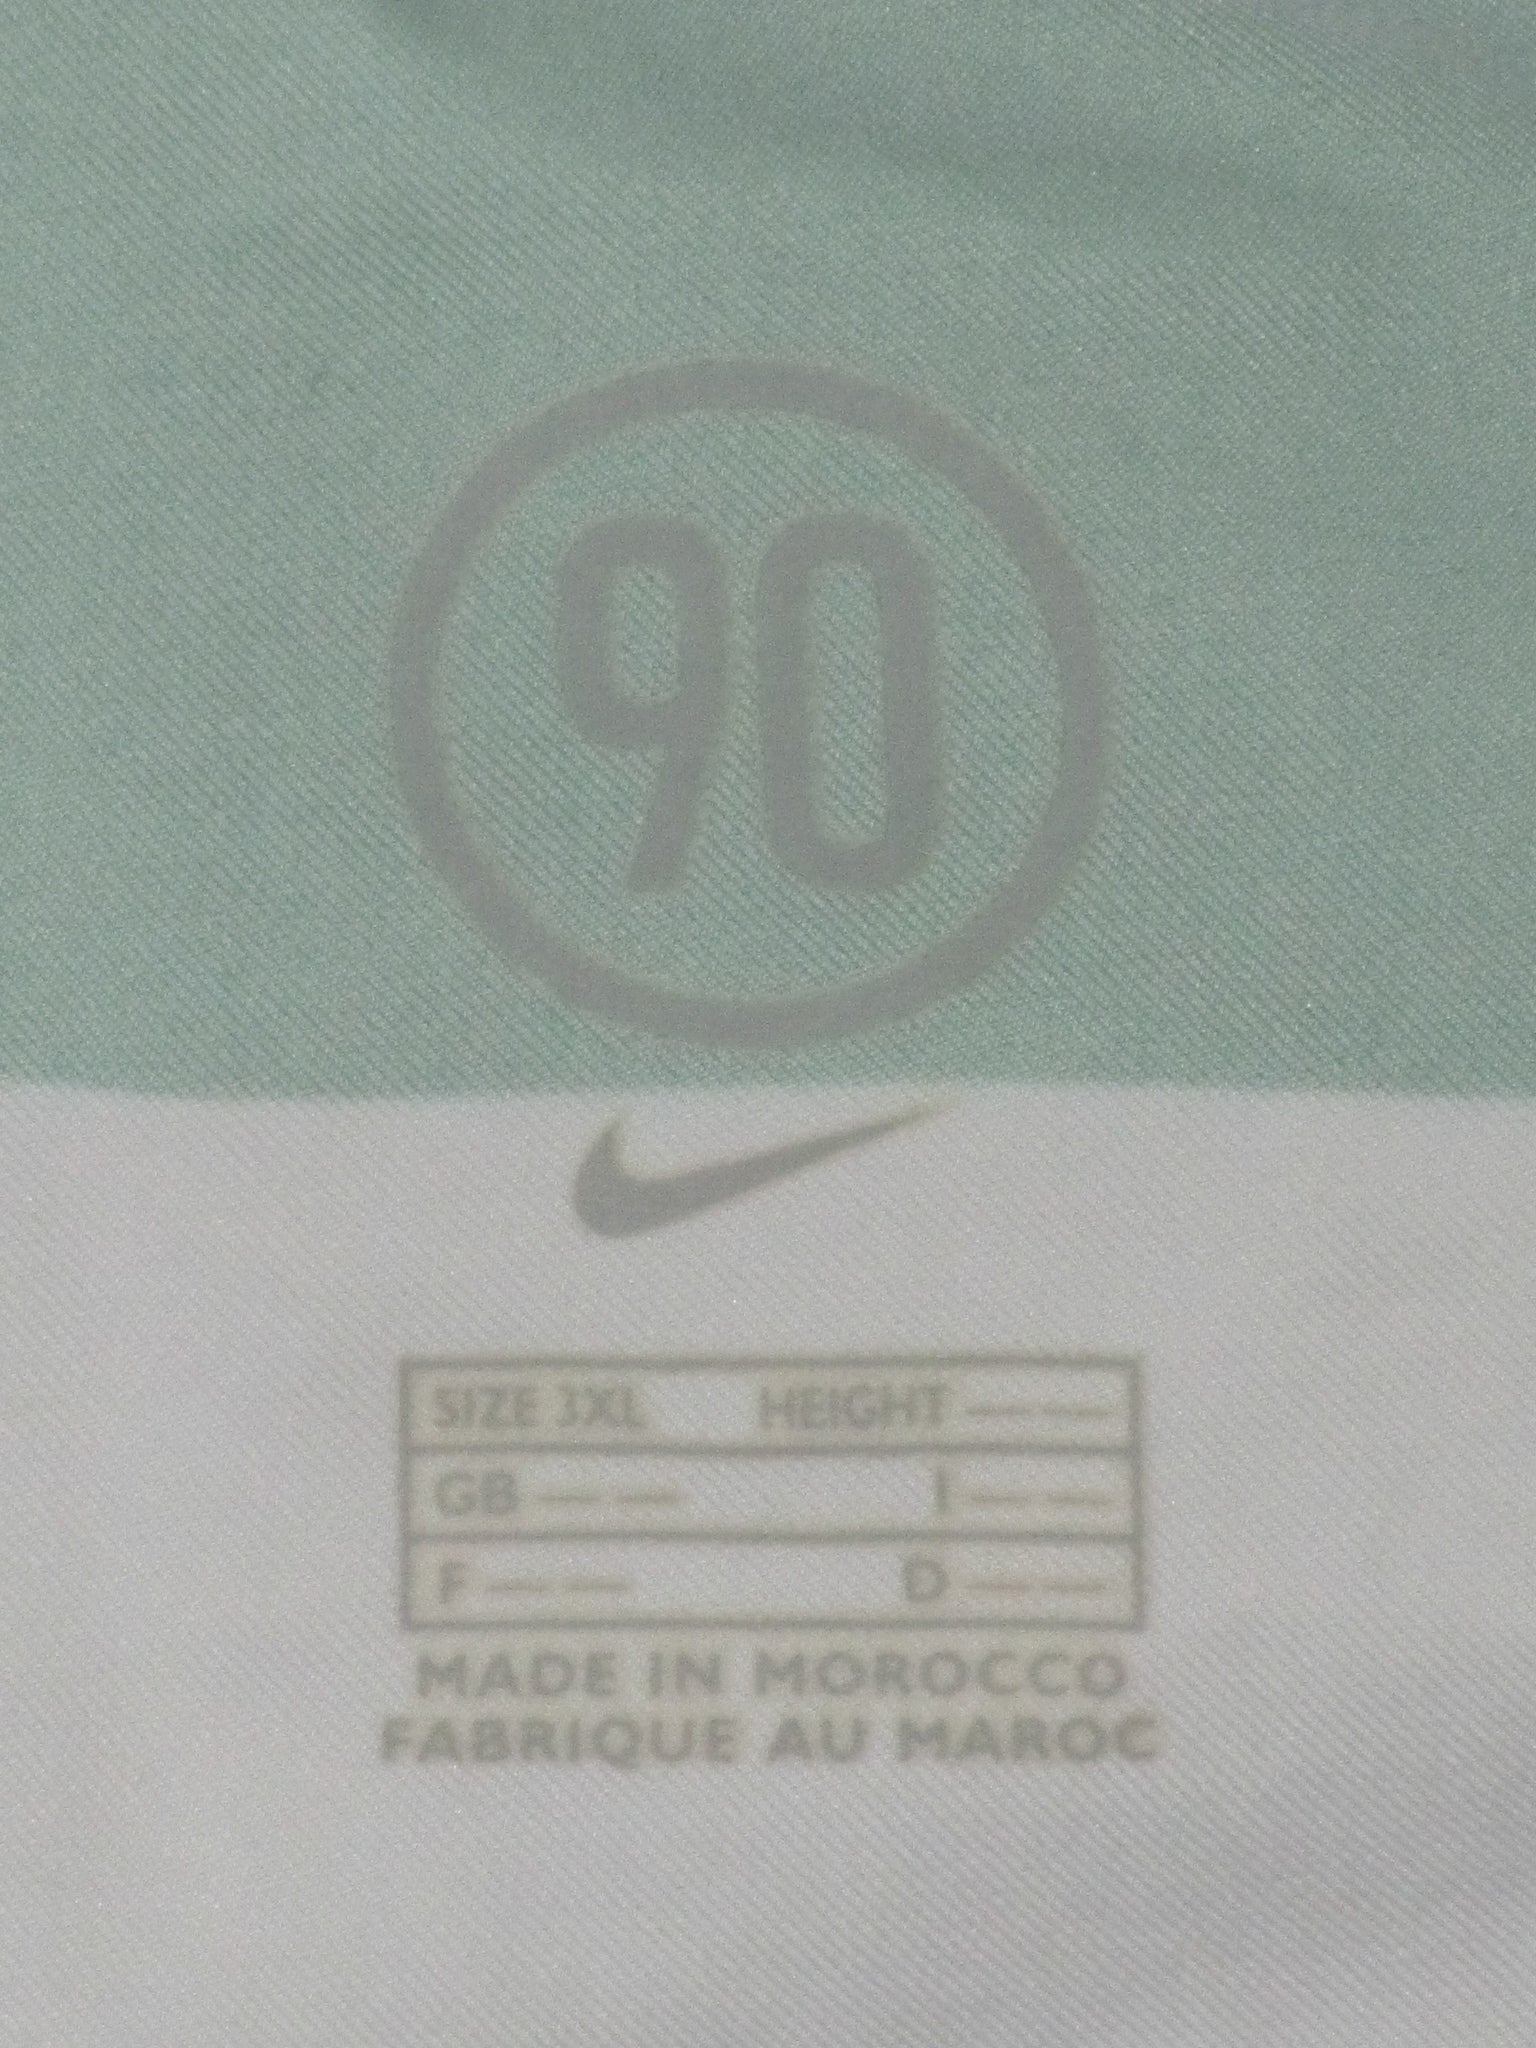 90
SIZE 3XL HEIGHT — —
GB — — I — —
F — — D — —
MADE IN MOROCCO
FABRIQUE AU MAROC